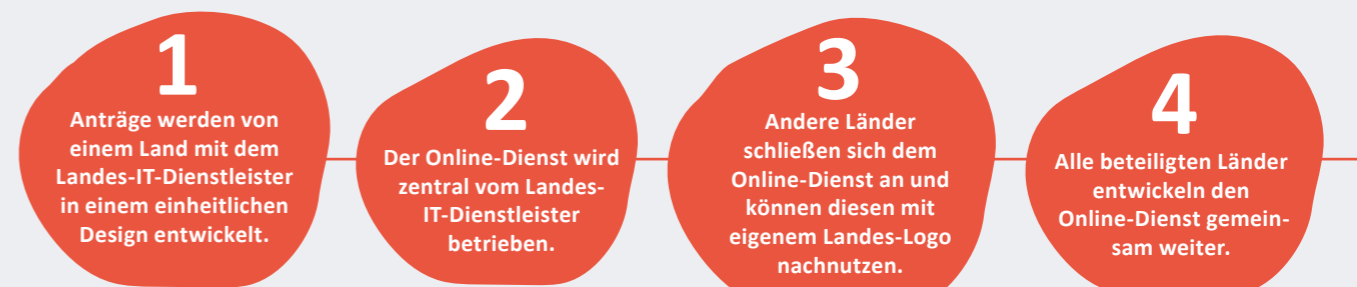 1
Anträge werden von
einem Land mit dem
Landes-IT-Dienstleister
in einem einheitlichen
Design entwickelt.
2
Der Online-Dienst wird
zentral vom Landes-
IT-Dienstleister
betrieben.
3
Andere Länder
schließen sich dem
Online-Dienst an und
können diesen mit
eigenem Landes-Logo
nachnutzen.
4
Alle beteiligten Länder
entwickeln den
Online-Dienst gemein-
sam weiter.